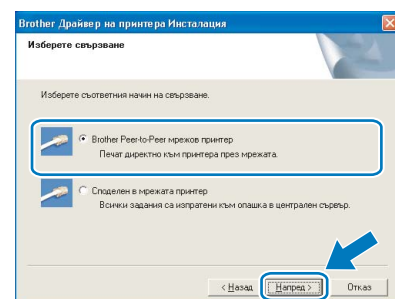 Brother Драйвер на принтера Инсталация
Изберете свързване
Изберете съответния начин на свързване.
Brother Peer-to-Peer мрежов принтер
Печат директно към принтера през мрежата.
Споделен в мрежата принтер
Всички задания са изпратени към опашка в централен сървър.
< Назад Напред > Отказ